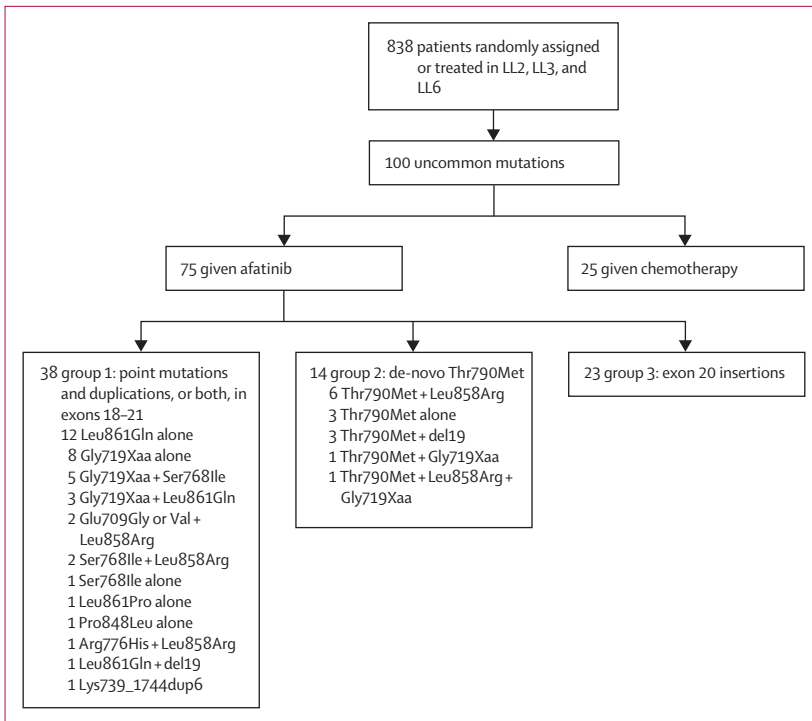 838 patients randomly assigned
or treated in LL2, LL3, and
LL6
100 uncommon mutations
75 given afatinib
25 given chemotherapy
38 group 1: point mutations
and duplications, or both, in
exons 18–21
12 Leu861Gln alone
8 Gly719Xaa alone
5 Gly719Xaa + Ser768Ile
3 Gly719Xaa + Leu861Gln
2 Glu709Gly or Val +
Leu858Arg
2 Ser768Ile + Leu858Arg
1 Ser768Ile alone
1 Leu861Pro alone
1 Pro848Leu alone
1 Arg776His + Leu858Arg
1 Leu861Gln + del19
1 Lys739_1744dup6
14 group 2: de-novo Thr790Met
6 Thr790Met + Leu858Arg
3 Thr790Met alone
3 Thr790Met + del19
1 Thr790Met + Gly719Xaa
1 Thr790Met + Leu858Arg +
Gly719Xaa
23 group 3: exon 20 insertions